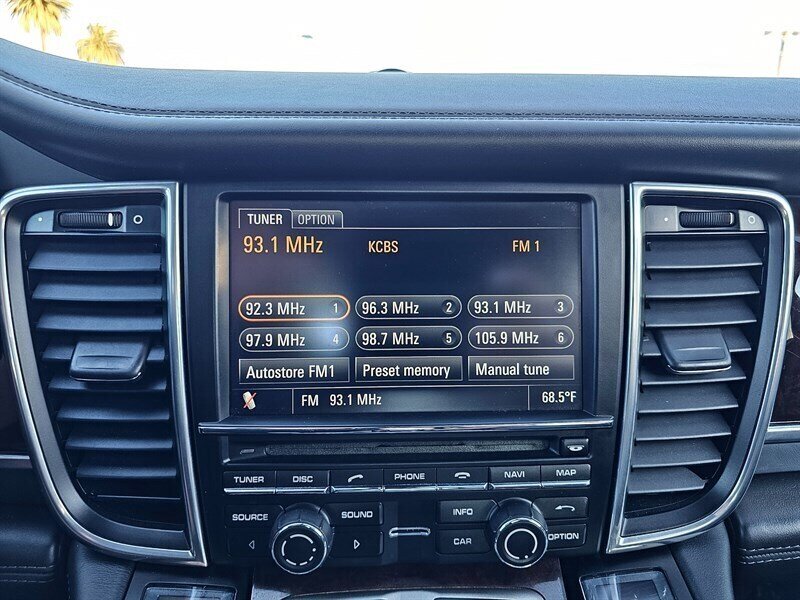 TUNER OPTION
93.1 MHz KCBS FM 1
92.3 MHz 1 96.3 MHz 2 93.1 MHz 3
97.9 MHz 4 98.7 MHz 5 105.9 MHz 6
Autostore FM1 Preset memory Manual tune
FM 93.1 MHz 68.5°F
TUNER DISC PHONE NAVI MAP
SOURCE SOUND INFO
CAR OPTION